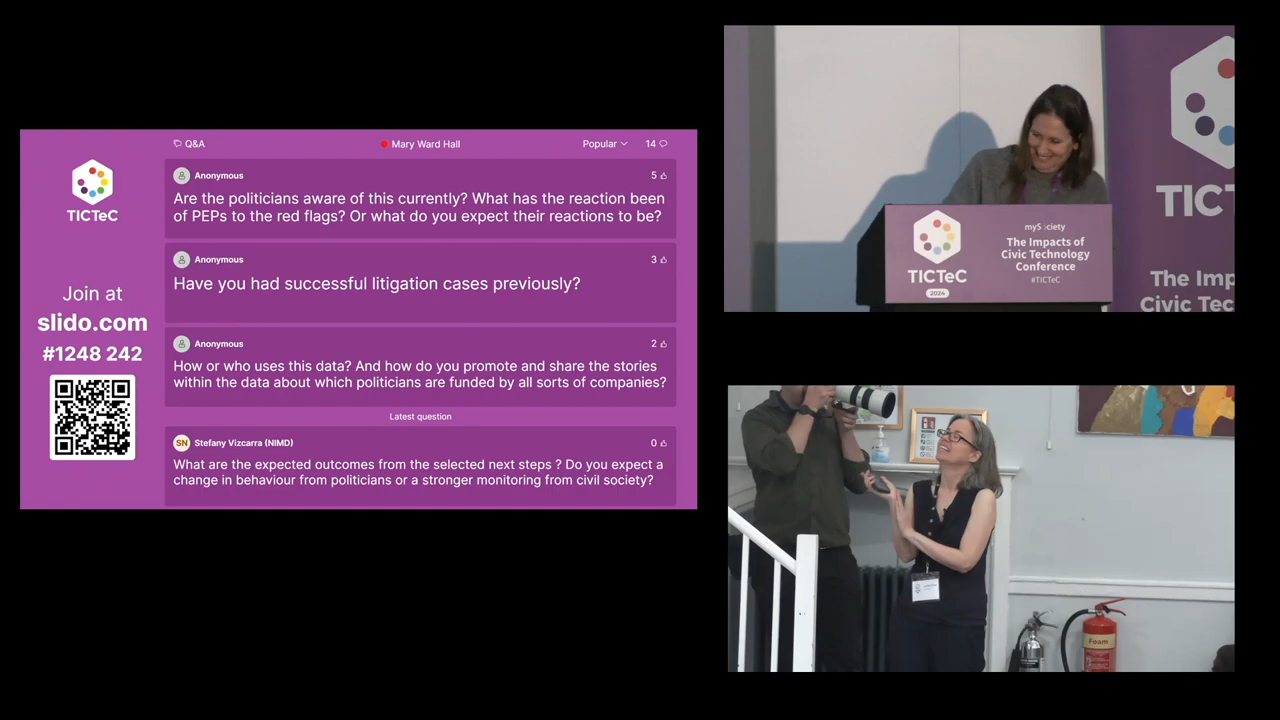 Q&A
Mary Ward Hall
Popular
14
TICTeC
Join at
slido.com
#1248 242
Anonymous
5
Are the politicians aware of this currently? What has the reaction been
of PEPs to the red flags? Or what do you expect their reactions to be?
Anonymous
3
Have you had successful litigation cases previously?
Anonymous
2
How or who uses this data? And how do you promote and share the stories
within the data about which politicians are funded by all sorts of companies?
Latest question
SN
Stefany Vizcarra (NIMD)
0
What are the expected outcomes from the selected next steps ? Do you expect a
change in behaviour from politicians or a stronger monitoring from civil society?
TICTeC
2024
mySociety
The Impacts of
Civic Technology
Conference
#TICTeC
TIC
The Imp
Civic Tec
Foam